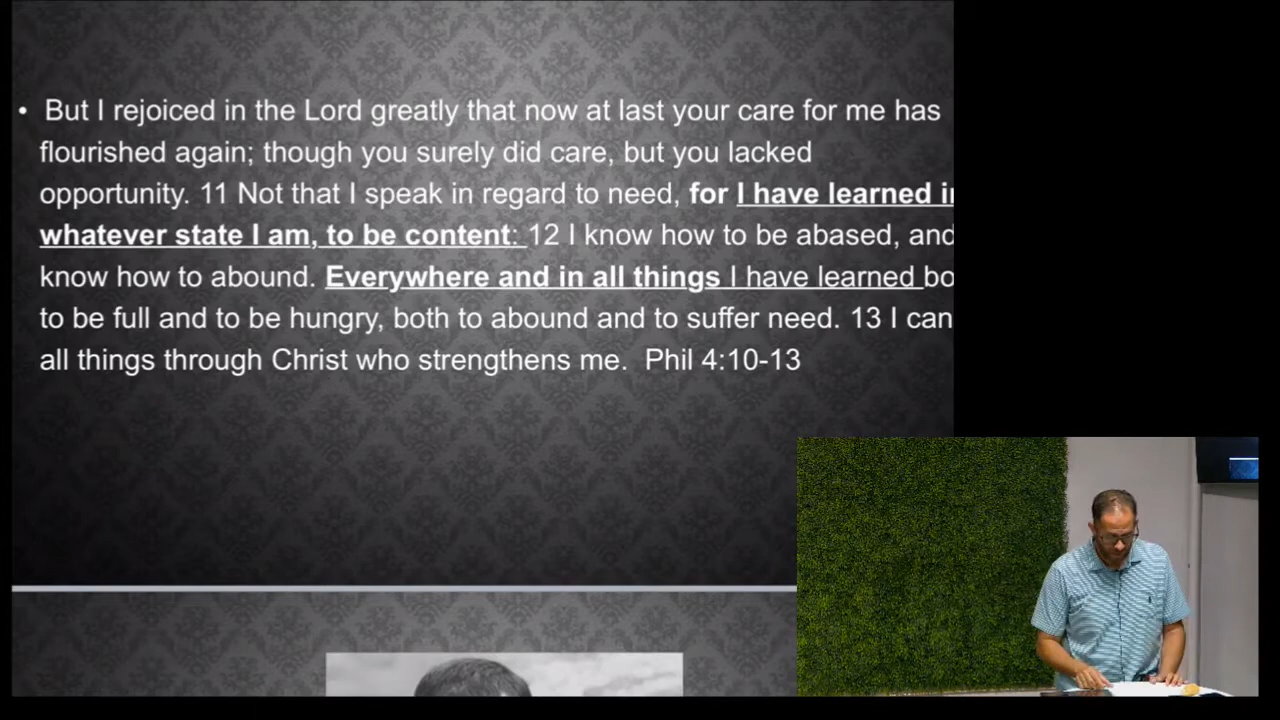 • But I rejoiced in the Lord greatly that now at last your care for me has
flourished again; though you surely did care, but you lacked
opportunity. 11 Not that I speak in regard to need, for I have learned
whatever state I am, to be content: 12 I know how to be abased, and
know how to abound. Everywhere and in all things I have learned
to be full and to be hungry, both to abound and to suffer need. 13 I can
all things through Christ who strengthens me. Phil 4:10-13